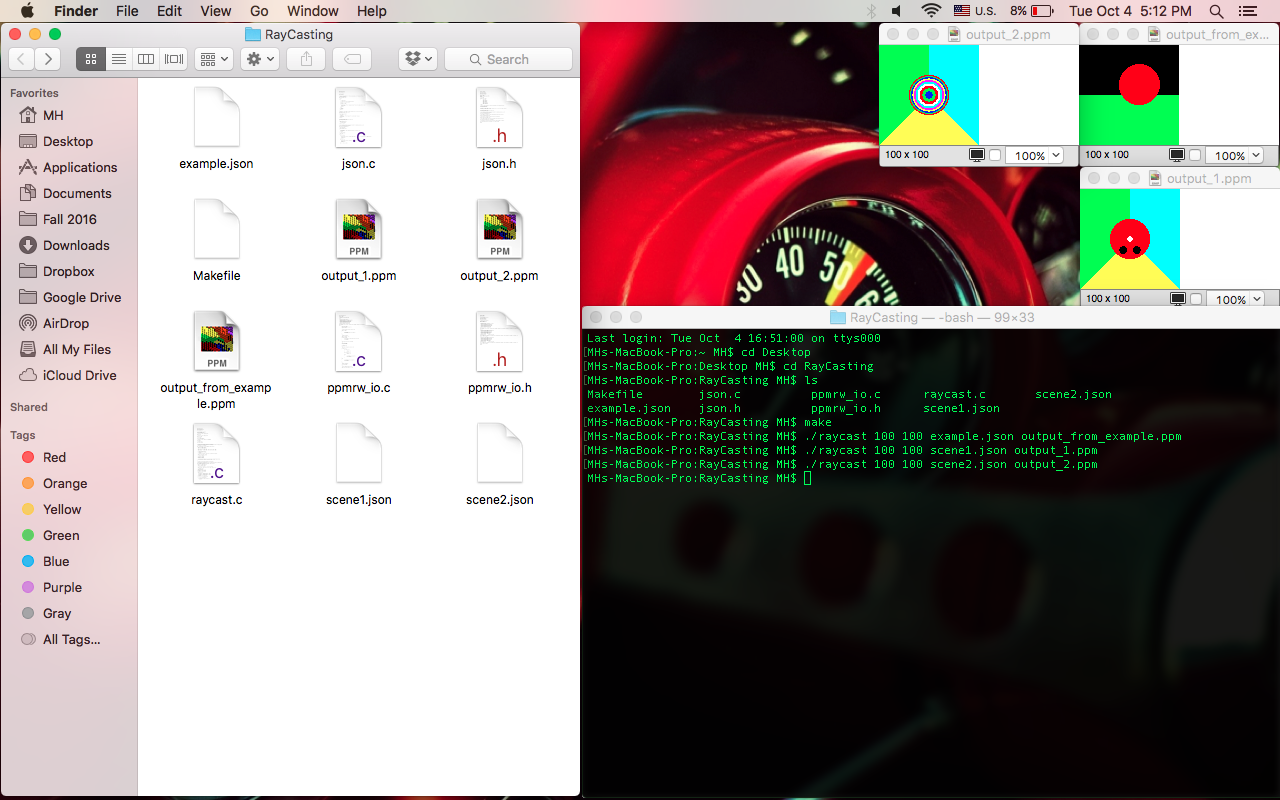 Finder File Edit View Go Window Help U.S. 8% Tue Oct 4 5:12 PM
RayCasting
Search
Favorites
MH
Desktop
Applications
Documents
Fall 2016
Downloads
Dropbox
Google Drive
AirDrop
All My Files
iCloud Drive
Shared
Tags
Red
Orange
Yellow
Green
Blue
Purple
Gray
All Tags...
.c .h
example.json json.c json.h
PPM PPM
Makefile output_1.ppm output_2.ppm
PPM .c .h
output_from_examp
le.ppm ppmrw_io.c ppmrw_io.h
.c
raycast.c scene1.json scene2.json
output_2.ppm
100 x 100 100%
output_from_ex...
100 x 100 100%
output_1.ppm
100 x 100 100%
30 40 50 6
RayCasting — -bash — 99×33
Last login: Tue Oct  4 16:51:00 on ttys000
[MHs-MacBook-Pro:~ MH$ cd Desktop
[MHs-MacBook-Pro:Desktop MH$ cd RayCasting
[MHs-MacBook-Pro:RayCasting MH$ ls
Makefile json.c ppmrw_io.c raycast.c scene2.json
example.json json.h ppmrw_io.h scene1.json
[MHs-MacBook-Pro:RayCasting MH$ make
[MHs-MacBook-Pro:RayCasting MH$ ./raycast 100 100 example.json output_from_example.ppm
[MHs-MacBook-Pro:RayCasting MH$ ./raycast 100 100 scene1.json output_1.ppm
[MHs-MacBook-Pro:RayCasting MH$ ./raycast 100 100 scene2.json output_2.ppm
MHs-MacBook-Pro:RayCasting MH$